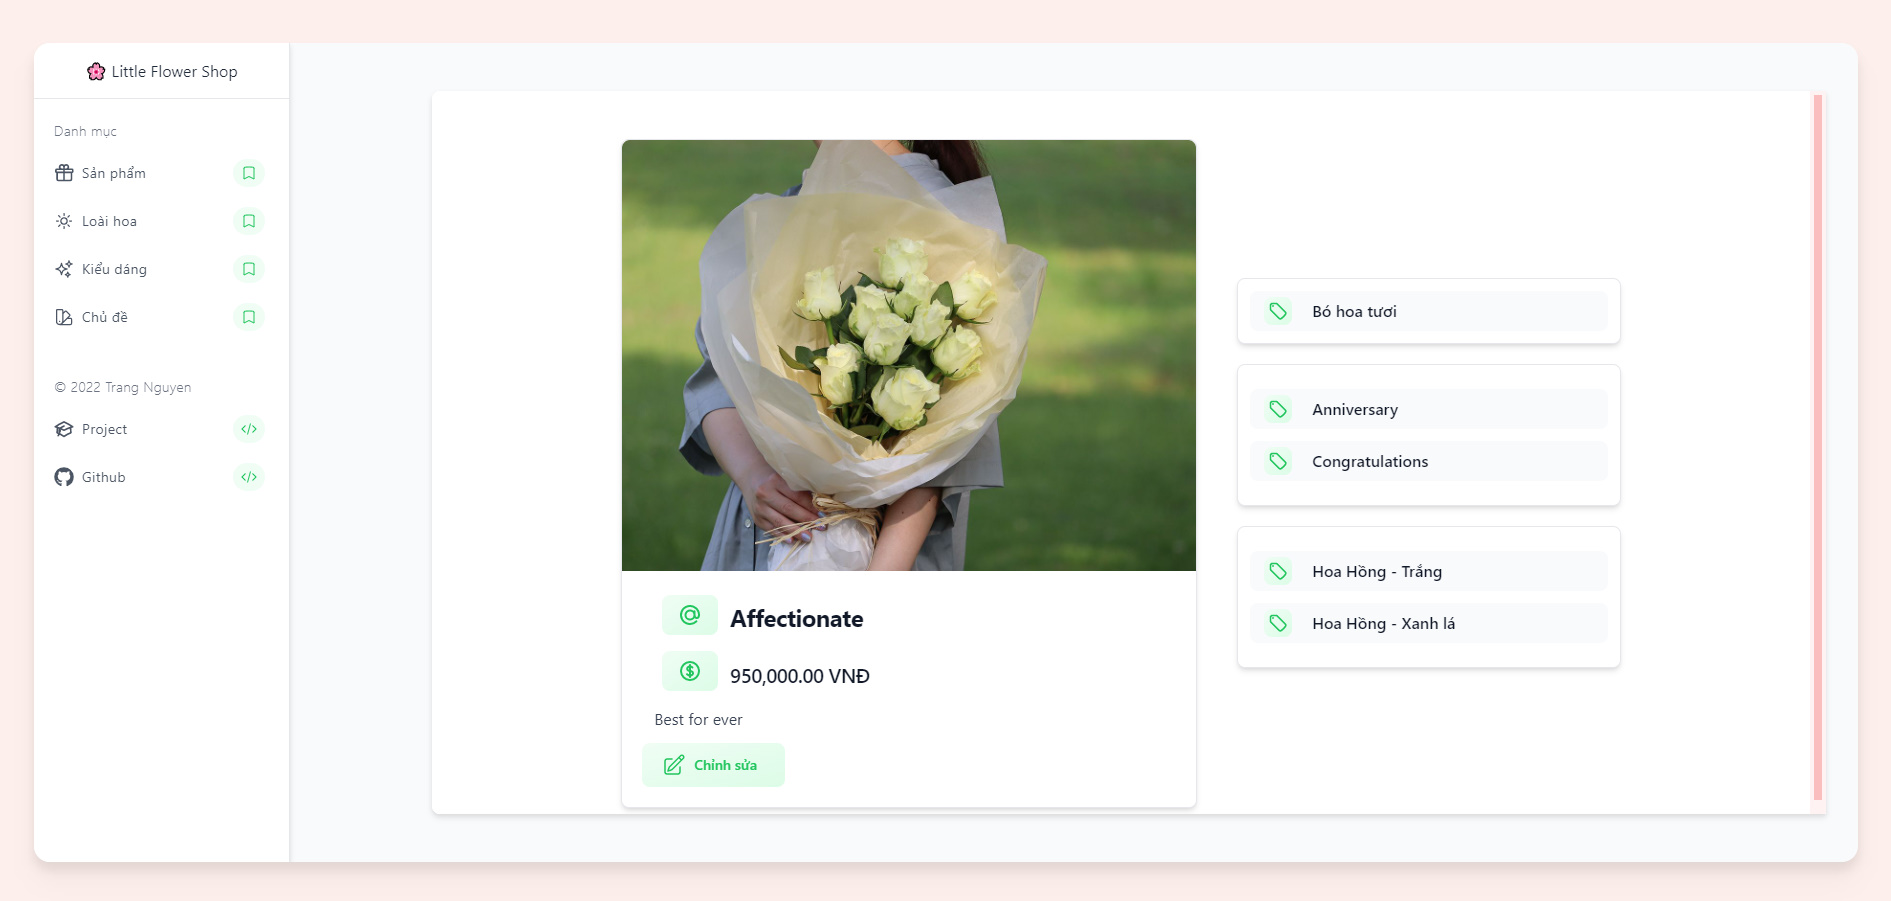 Little Flower Shop
Danh mục
Sản phẩm
Loài hoa
Kiểu dáng
Chủ đề
© 2022 Trang Nguyen
Project
Github
Affectionate
950,000.00 VNĐ
Best for ever
Chỉnh sửa
Bó hoa tươi
Anniversary
Congratulations
Hoa Hồng - Trắng
Hoa Hồng - Xanh lá